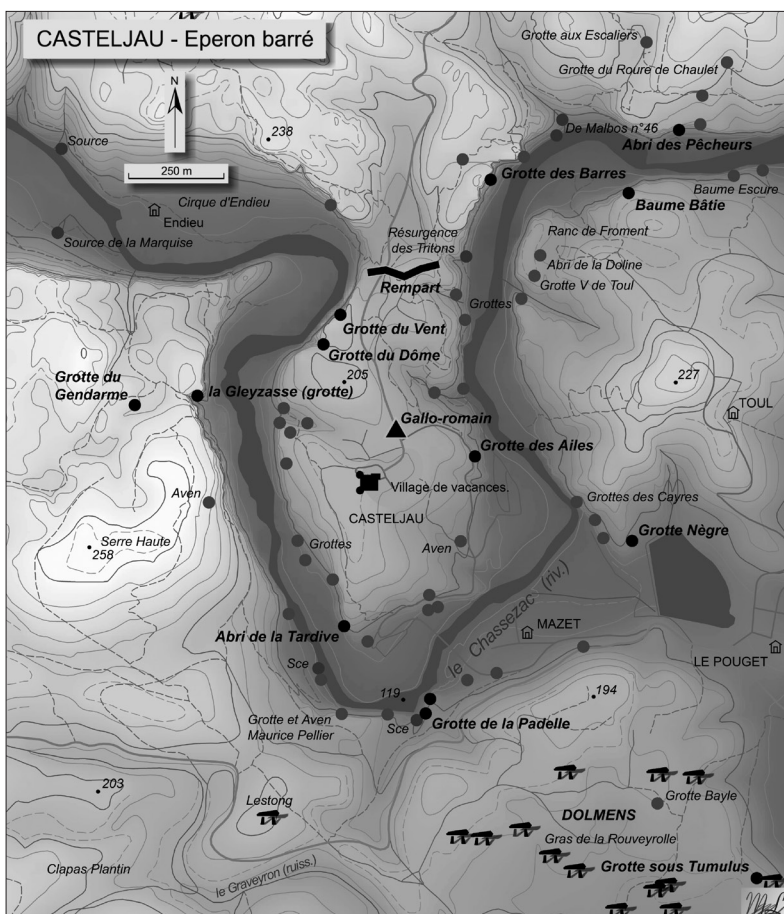 CASTELJAU - Eperon barré
N
250 m
Grotte aux Escaliers
Grotte du Roure de Chaulet
238
De Malbos n°46
Abri des Pêcheurs
Source
Grotte des Barres
Baume Escure
Baume Bâtie
Cirque d'Endieu
Endieu
Source de la Marquise
Résurgence
des Tritons
Ranc de Froment
Abri de la Doline
Grotte V de Toul
Rempart
Grottes
Grotte du Vent
Grotte du Dôme
205
227
Grotte du
Gendarme
la Gleyzasse (grotte)
TOUL
Gallo-romain
Grotte des Ailes
Village de vacances.
Aven
Grottes des Cayres
CASTELJAU
Serre Haute
258
Grottes
Aven
Grotte Nègre
le Chassezac (riv.)
Abri de la Tardive
MAZET
LE POUGET
Sce
119
194
Grotte et Aven
Maurice Pellier
Sce
Grotte de la Padelle
203
Lestong
Grotte Bayle
DOLMENS
Gras de la Rouveyrolle
Clapas Plantin
le Graveyron (ruiss.)
Grotte sous Tumulus